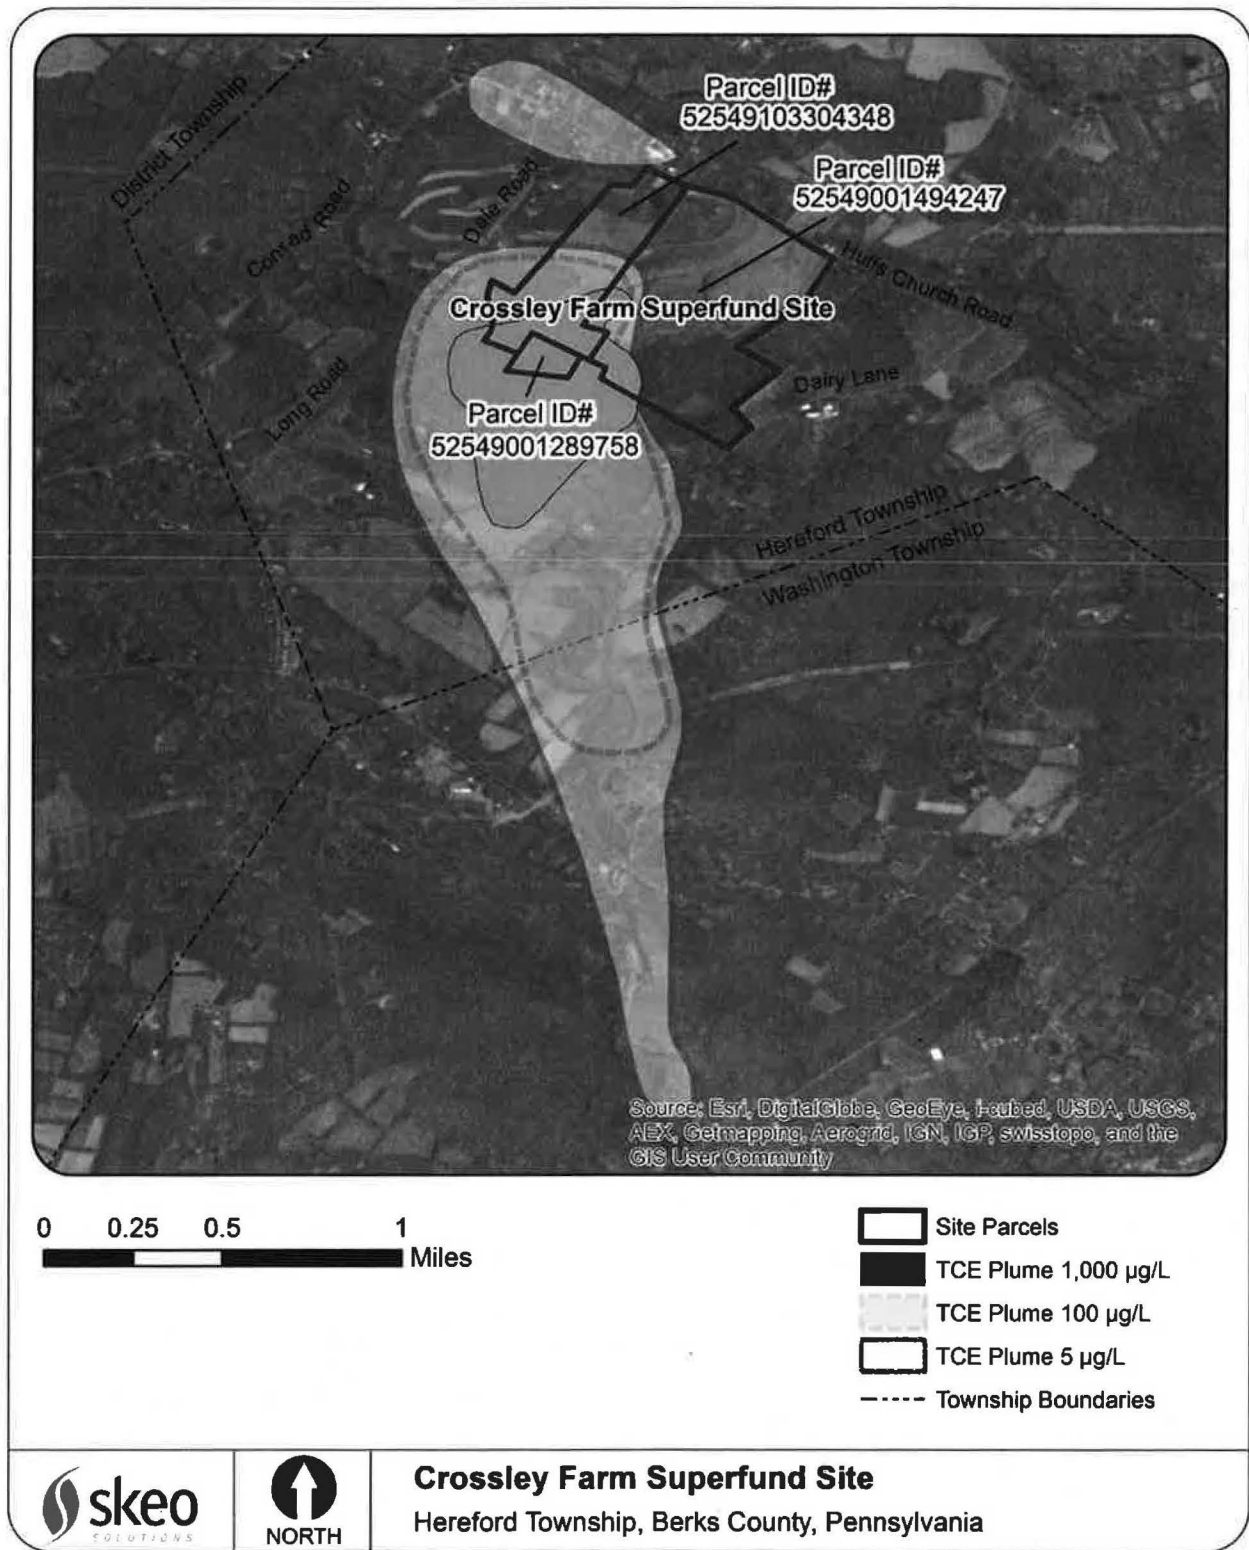 Parcel ID#
52549103304348
Parcel ID#
52549001494247
District Township
Conrad Road
Dale Road
Huffs Church Road
Crossley Farm Superfund Site
Long Road
Dairy Lane
Parcel ID#
52549001289758
Hereford Township
Washington Township
Source: Esri, DigitalGlobe, GeoEye, i-cubed, USDA, USGS,
AEX, Getmapping, Aerogrid, IGN, IGP, swisstopo, and the
GIS User Community
0 0.25 0.5 1
Miles
Site Parcels
TCE Plume 1,000 µg/L
TCE Plume 100 µg/L
TCE Plume 5 µg/L
Township Boundaries
skeo
SOLUTIONS
NORTH
Crossley Farm Superfund Site
Hereford Township, Berks County, Pennsylvania